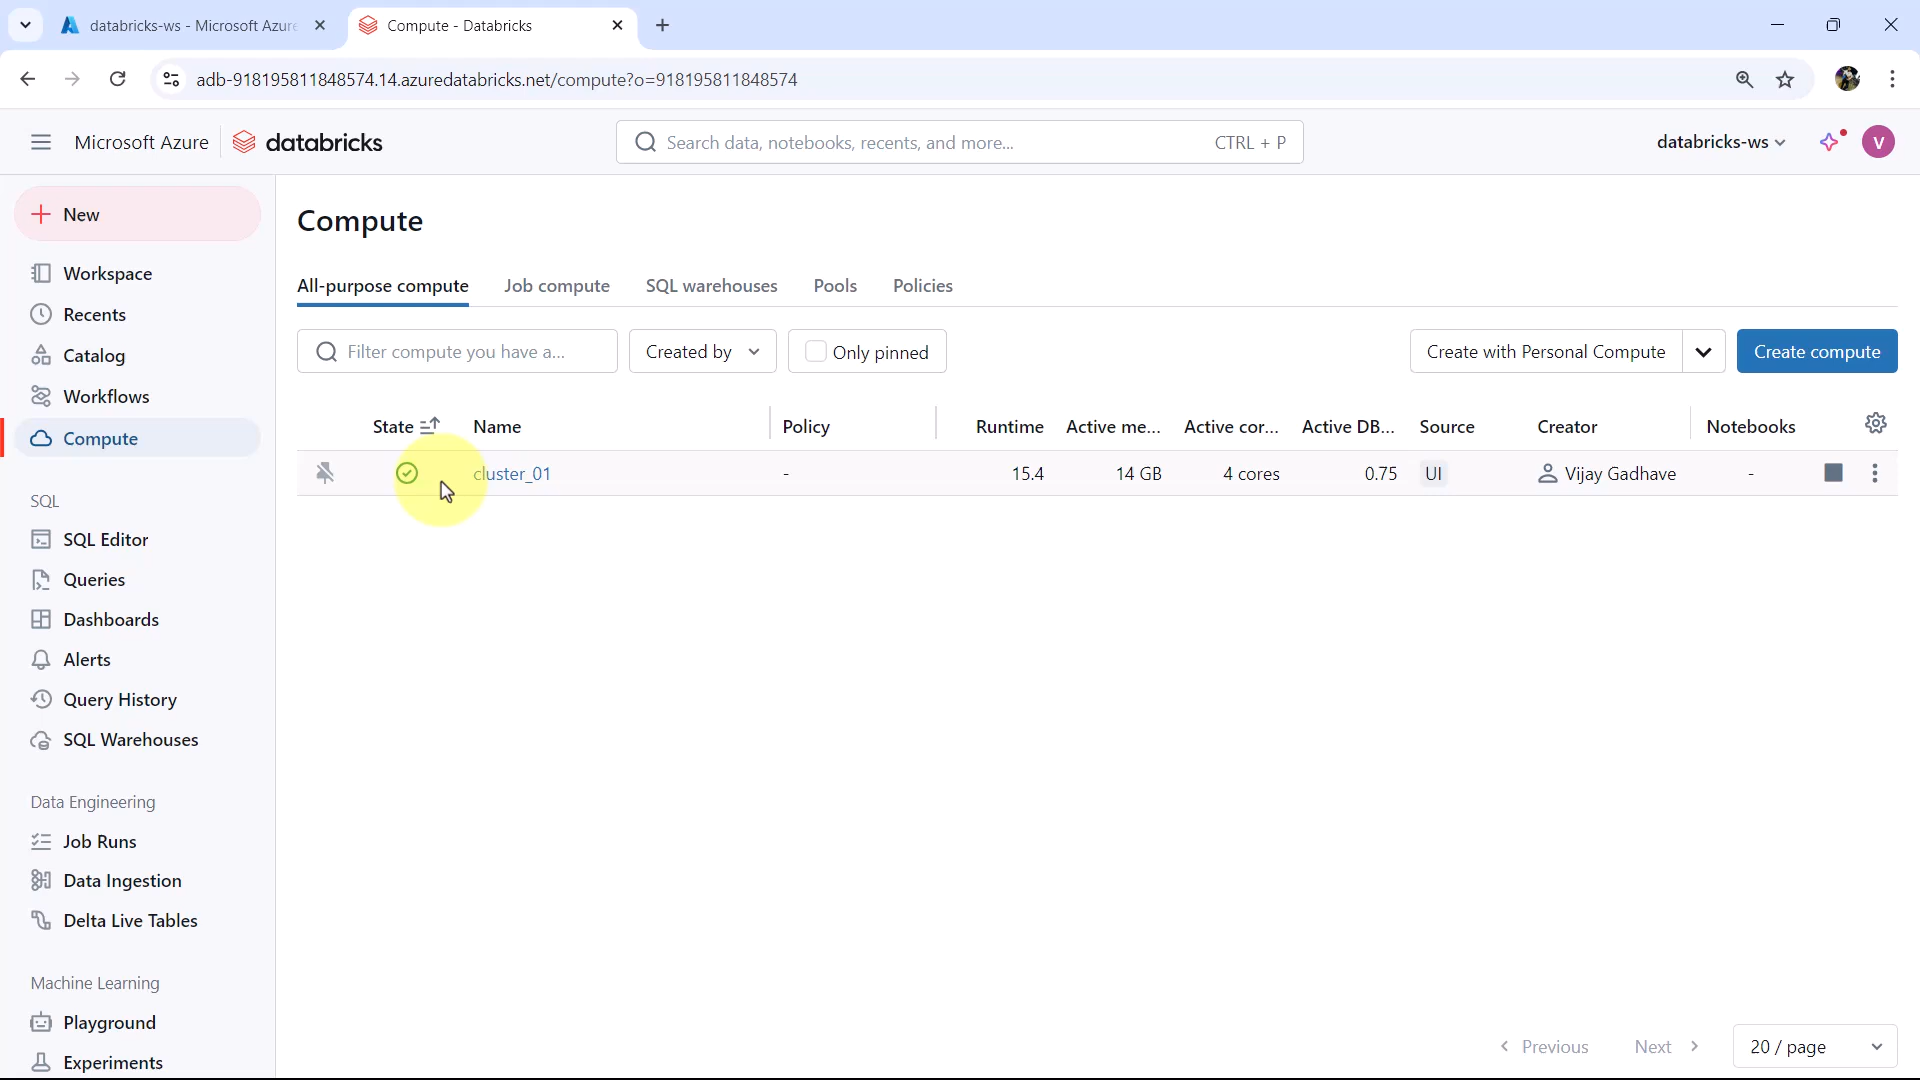 databricks-ws - Microsoft Azure
Compute - Databricks
adb-918195811848574.14.azuredatabricks.net/compute?o=918195811848574
Microsoft Azure
databricks
Search data, notebooks, recents, and more...
CTRL + P
databricks-ws
V
New
Workspace
Recents
Catalog
Workflows
Compute
SQL
SQL Editor
Queries
Dashboards
Alerts
Query History
SQL Warehouses
Data Engineering
Job Runs
Data Ingestion
Delta Live Tables
Machine Learning
Playground
Experiments
Compute
All-purpose compute Job compute SQL warehouses Pools Policies
Filter compute you have a...
Created by
Only pinned
Create with Personal Compute
Create compute
State Name Policy Runtime Active me... Active cor... Active DB... Source Creator Notebooks
cluster_01 - 15.4 14 GB 4 cores 0.75 UI Vijay Gadhave -
Previous Next 20 / page